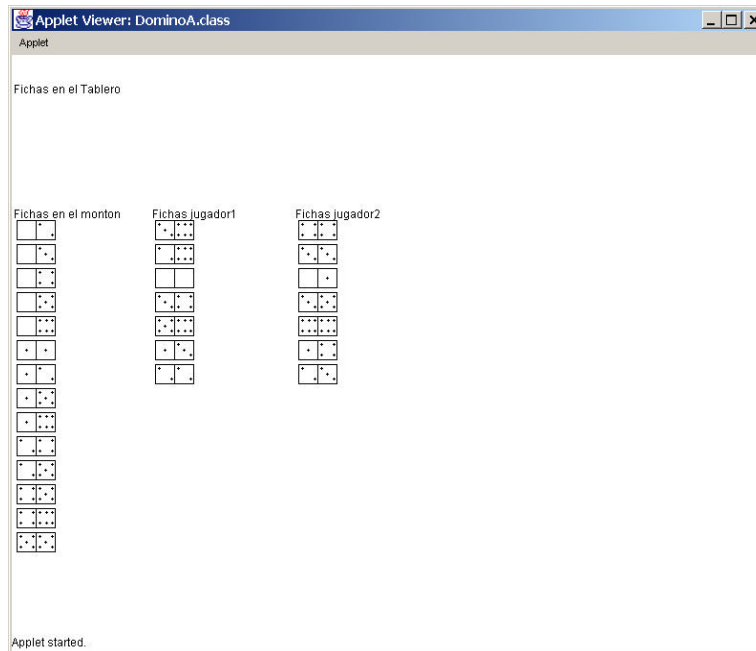 Applet Viewer: DominoA.class
Applet
Fichas en el Tablero
Fichas en el monton Fichas jugador1 Fichas jugador2
Applet started.